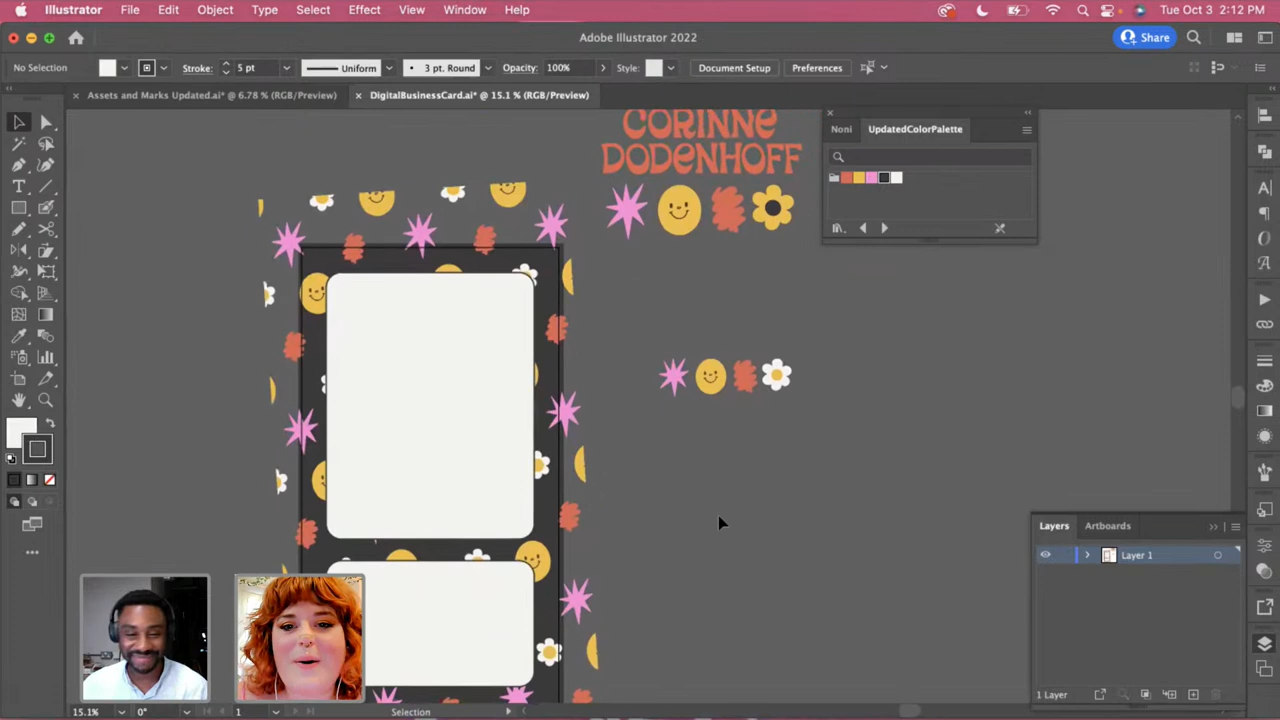 Illustrator File Edit Object Type Select Effect View Window Help Tue Oct 3 2:12 PM
Adobe Illustrator 2022
Share
No Selection Stroke: 5 pt Uniform 3 pt. Round Opacity: 100% Style: Document Setup Preferences
Assets and Marks Updated.ai* @ 6.78 % (RGB/Preview) DigitalBusinessCard.ai* @ 15.1 % (RGB/Preview)
CORINNE
DODENHOFF
Noni UpdatedColorPalette
Layers Artboards
Layer 1
1 Layer
15.1% 0° 1 Selection